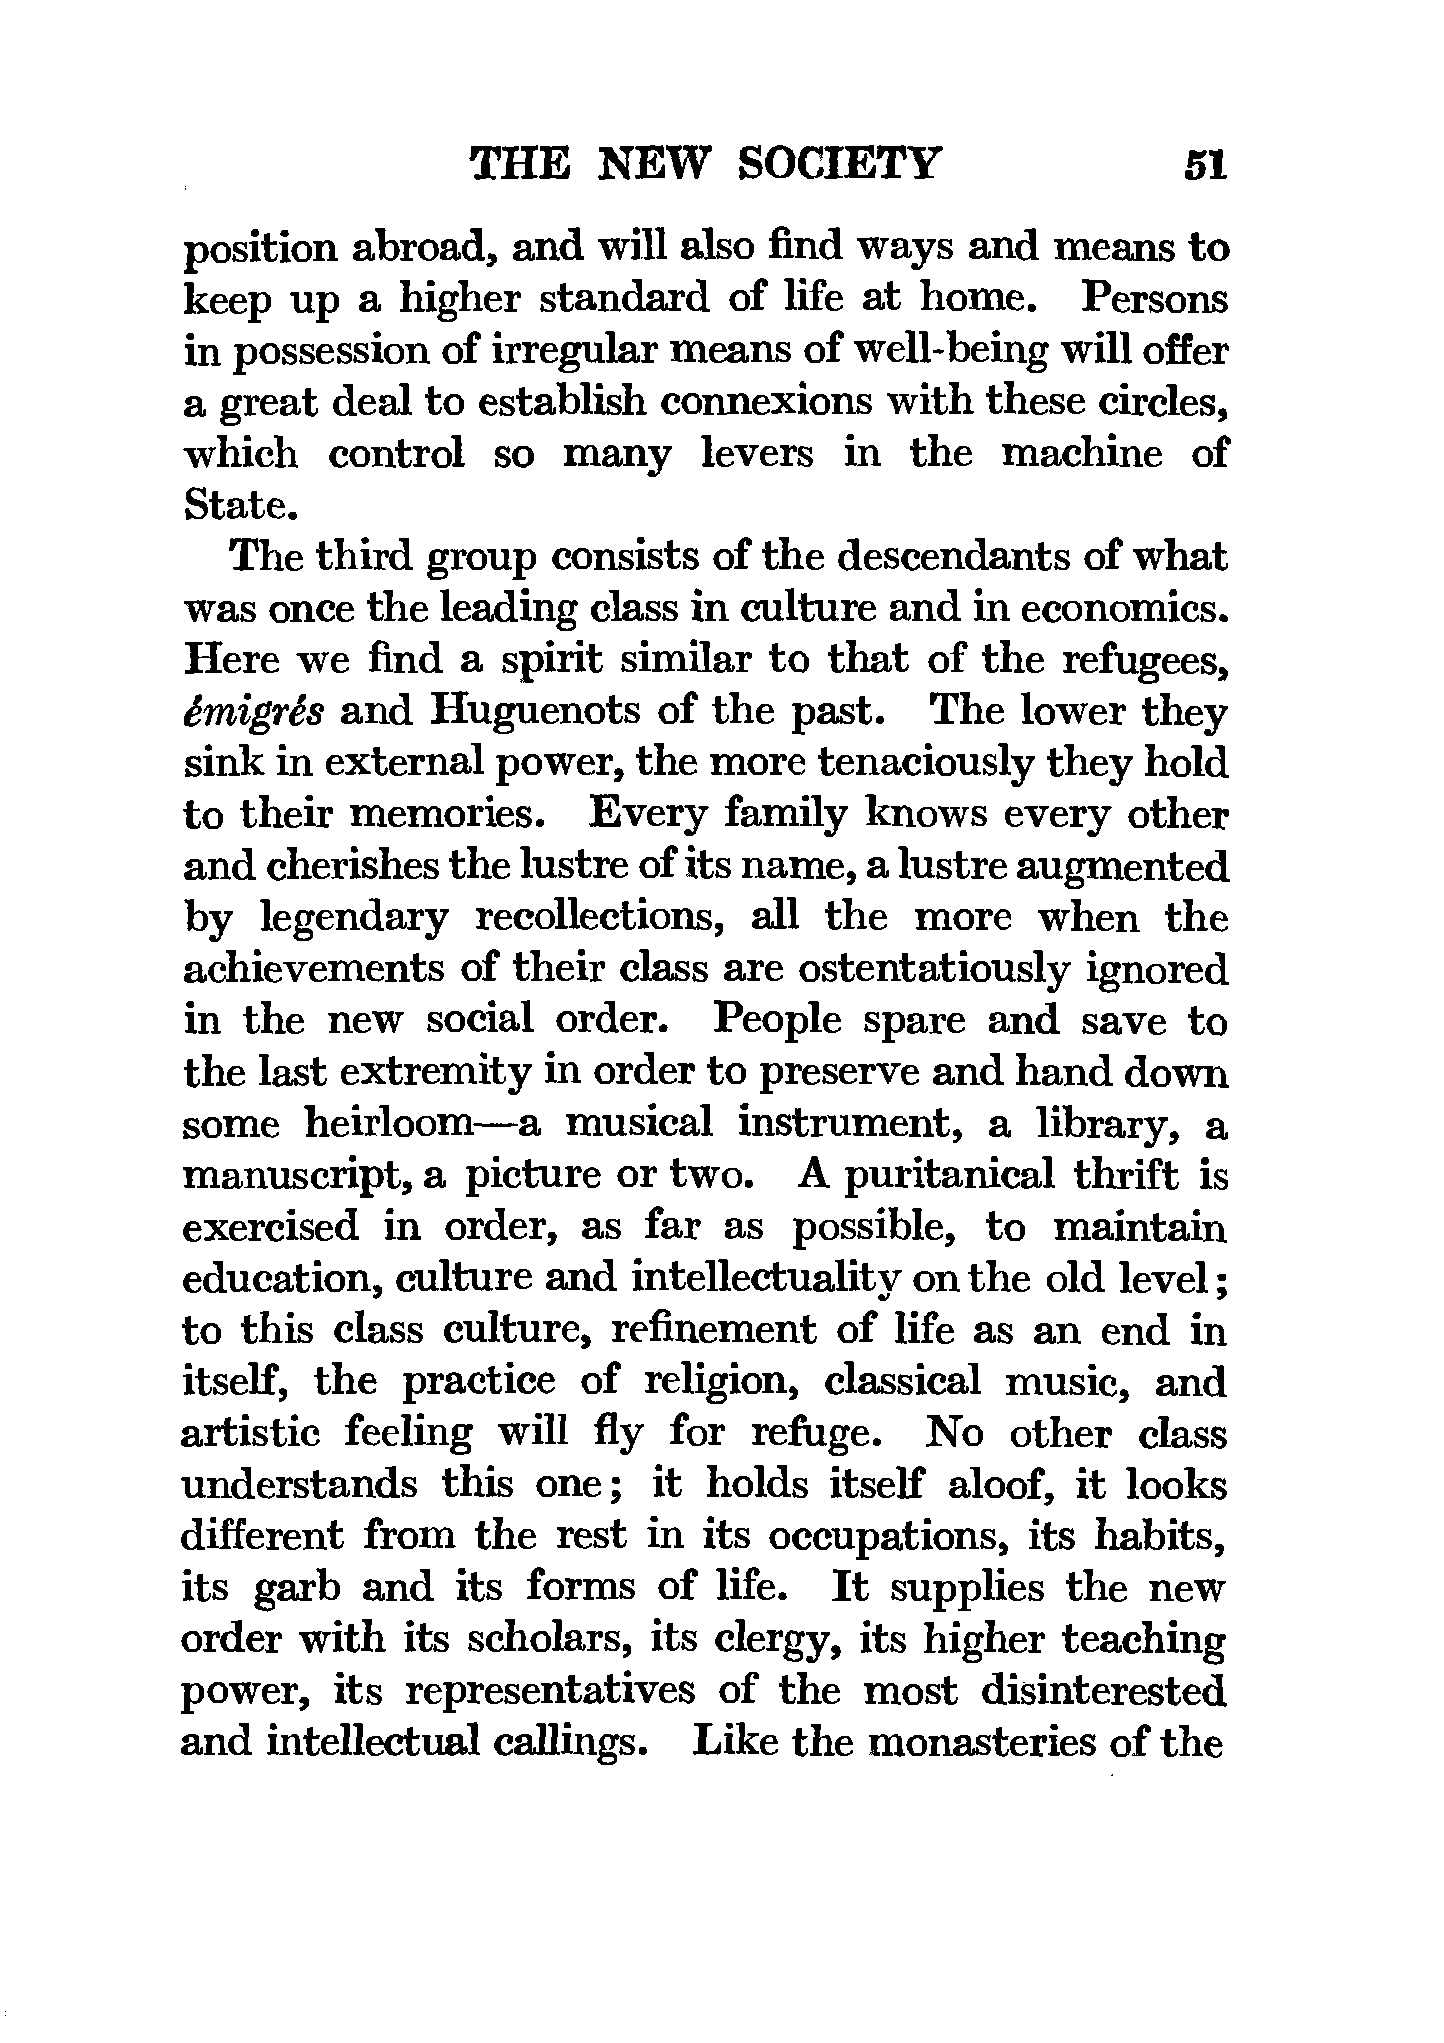 THE NEW SOCIETY 51
position abroad, and will also find ways and means to
keep up a higher standard of life at home. Persons
in possession of irregular means of well-being will offer
a great deal to establish connexions with these circles,
which control so many levers in the machine of
State.
The third group consists of the descendants of what
was once the leading class in culture and in economics.
Here we find a spirit similar to that of the refugees,
émigrés and Huguenots of the past. The lower they
sink in external power, the more tenaciously they hold
to their memories. Every family knows every other
and cherishes the lustre of its name, a lustre augmented
by legendary recollections, all the more when the
achievements of their class are ostentatiously ignored
in the new social order. People spare and save to
the last extremity in order to preserve and hand down
some heirloom—a musical instrument, a library, a
manuscript, a picture or two. A puritanical thrift is
exercised in order, as far as possible, to maintain
education, culture and intellectuality on the old level;
to this class culture, refinement of life as an end in
itself, the practice of religion, classical music, and
artistic feeling will fly for refuge. No other class
understands this one; it holds itself aloof, it looks
different from the rest in its occupations, its habits,
its garb and its forms of life. It supplies the new
order with its scholars, its clergy, its higher teaching
power, its representatives of the most disinterested
and intellectual callings. Like the monasteries of the